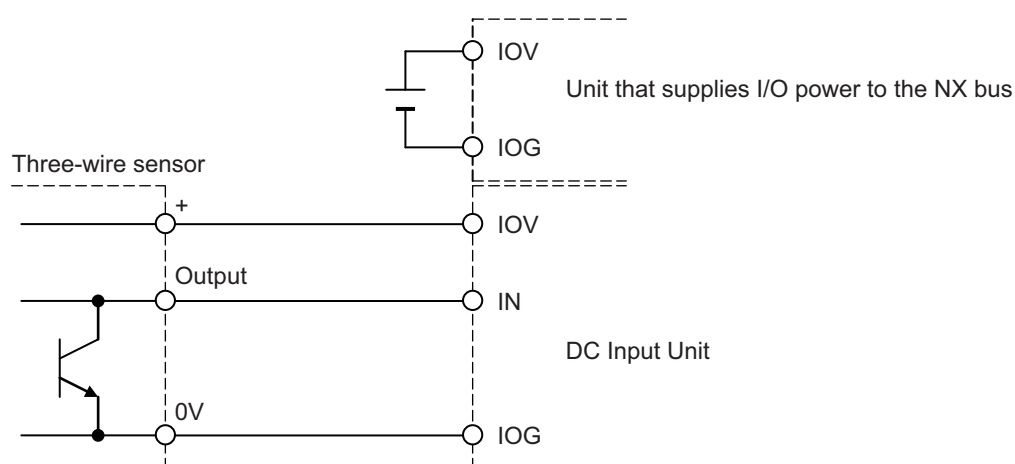 IOV
Unit that supplies I/O power to the NX bus
IOG
Three-wire sensor
+
IOV
Output
IN
DC Input Unit
0V
IOG